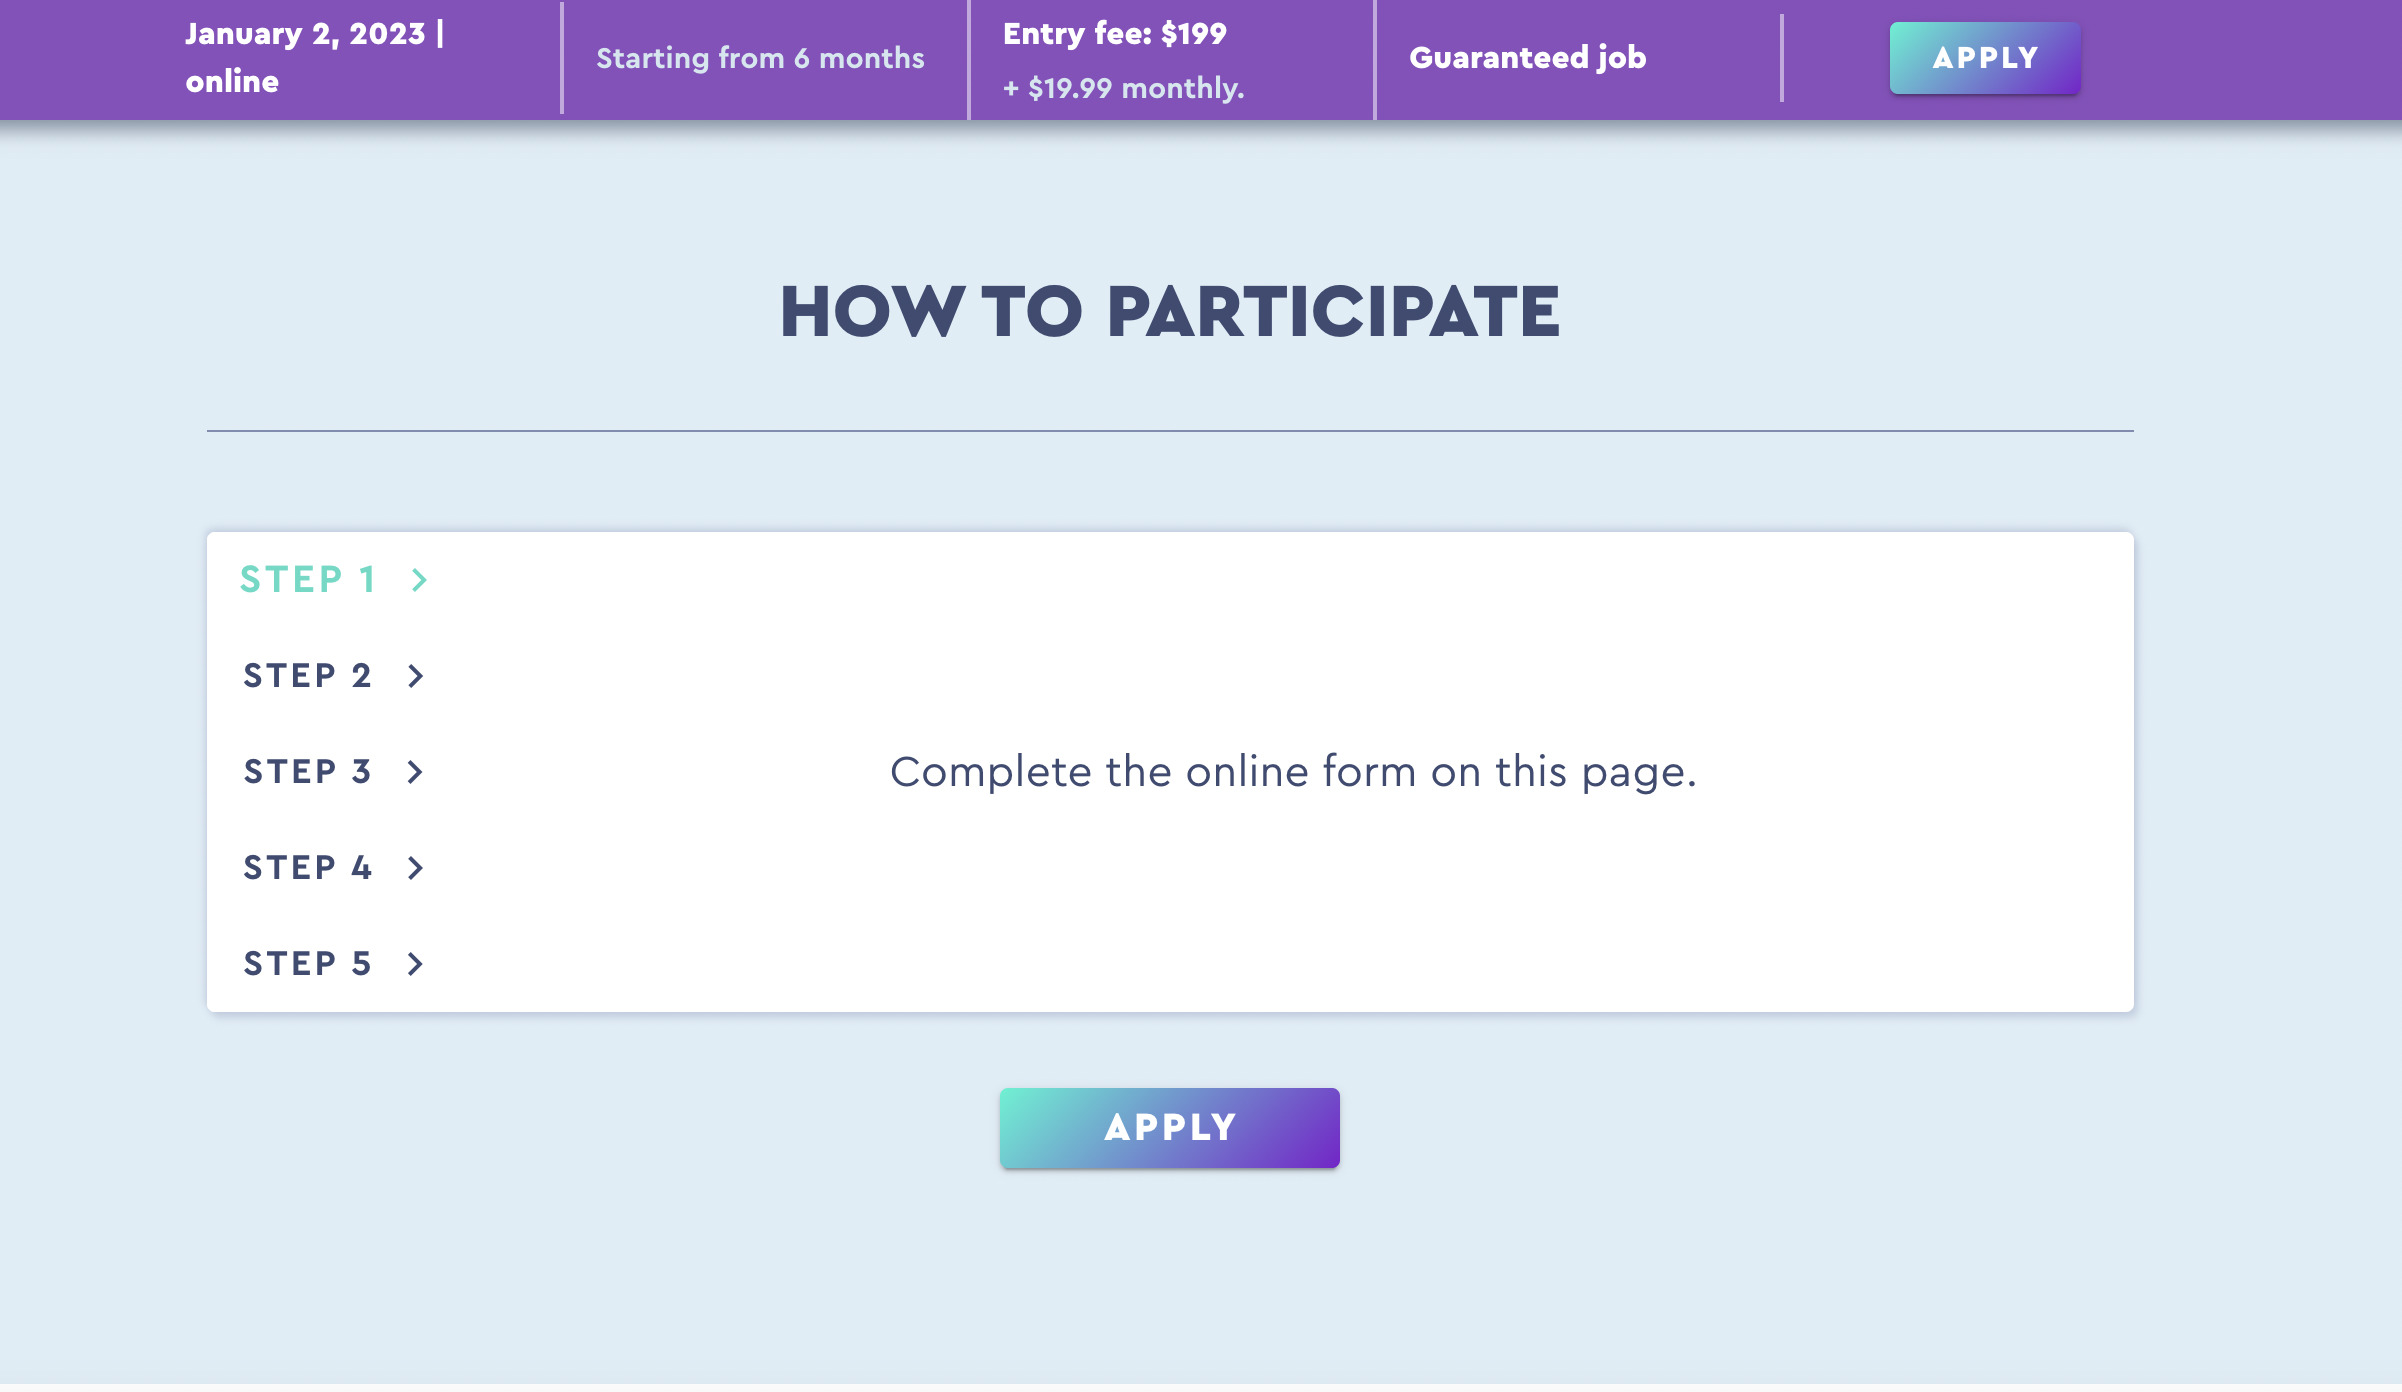 January 2, 2023 |
online
Starting from 6 months
Entry fee: $199
+ $19.99 monthly.
Guaranteed job
APPLY
HOW TO PARTICIPATE
STEP 1
STEP 2
STEP 3
STEP 4
STEP 5
Complete the online form on this page.
APPLY